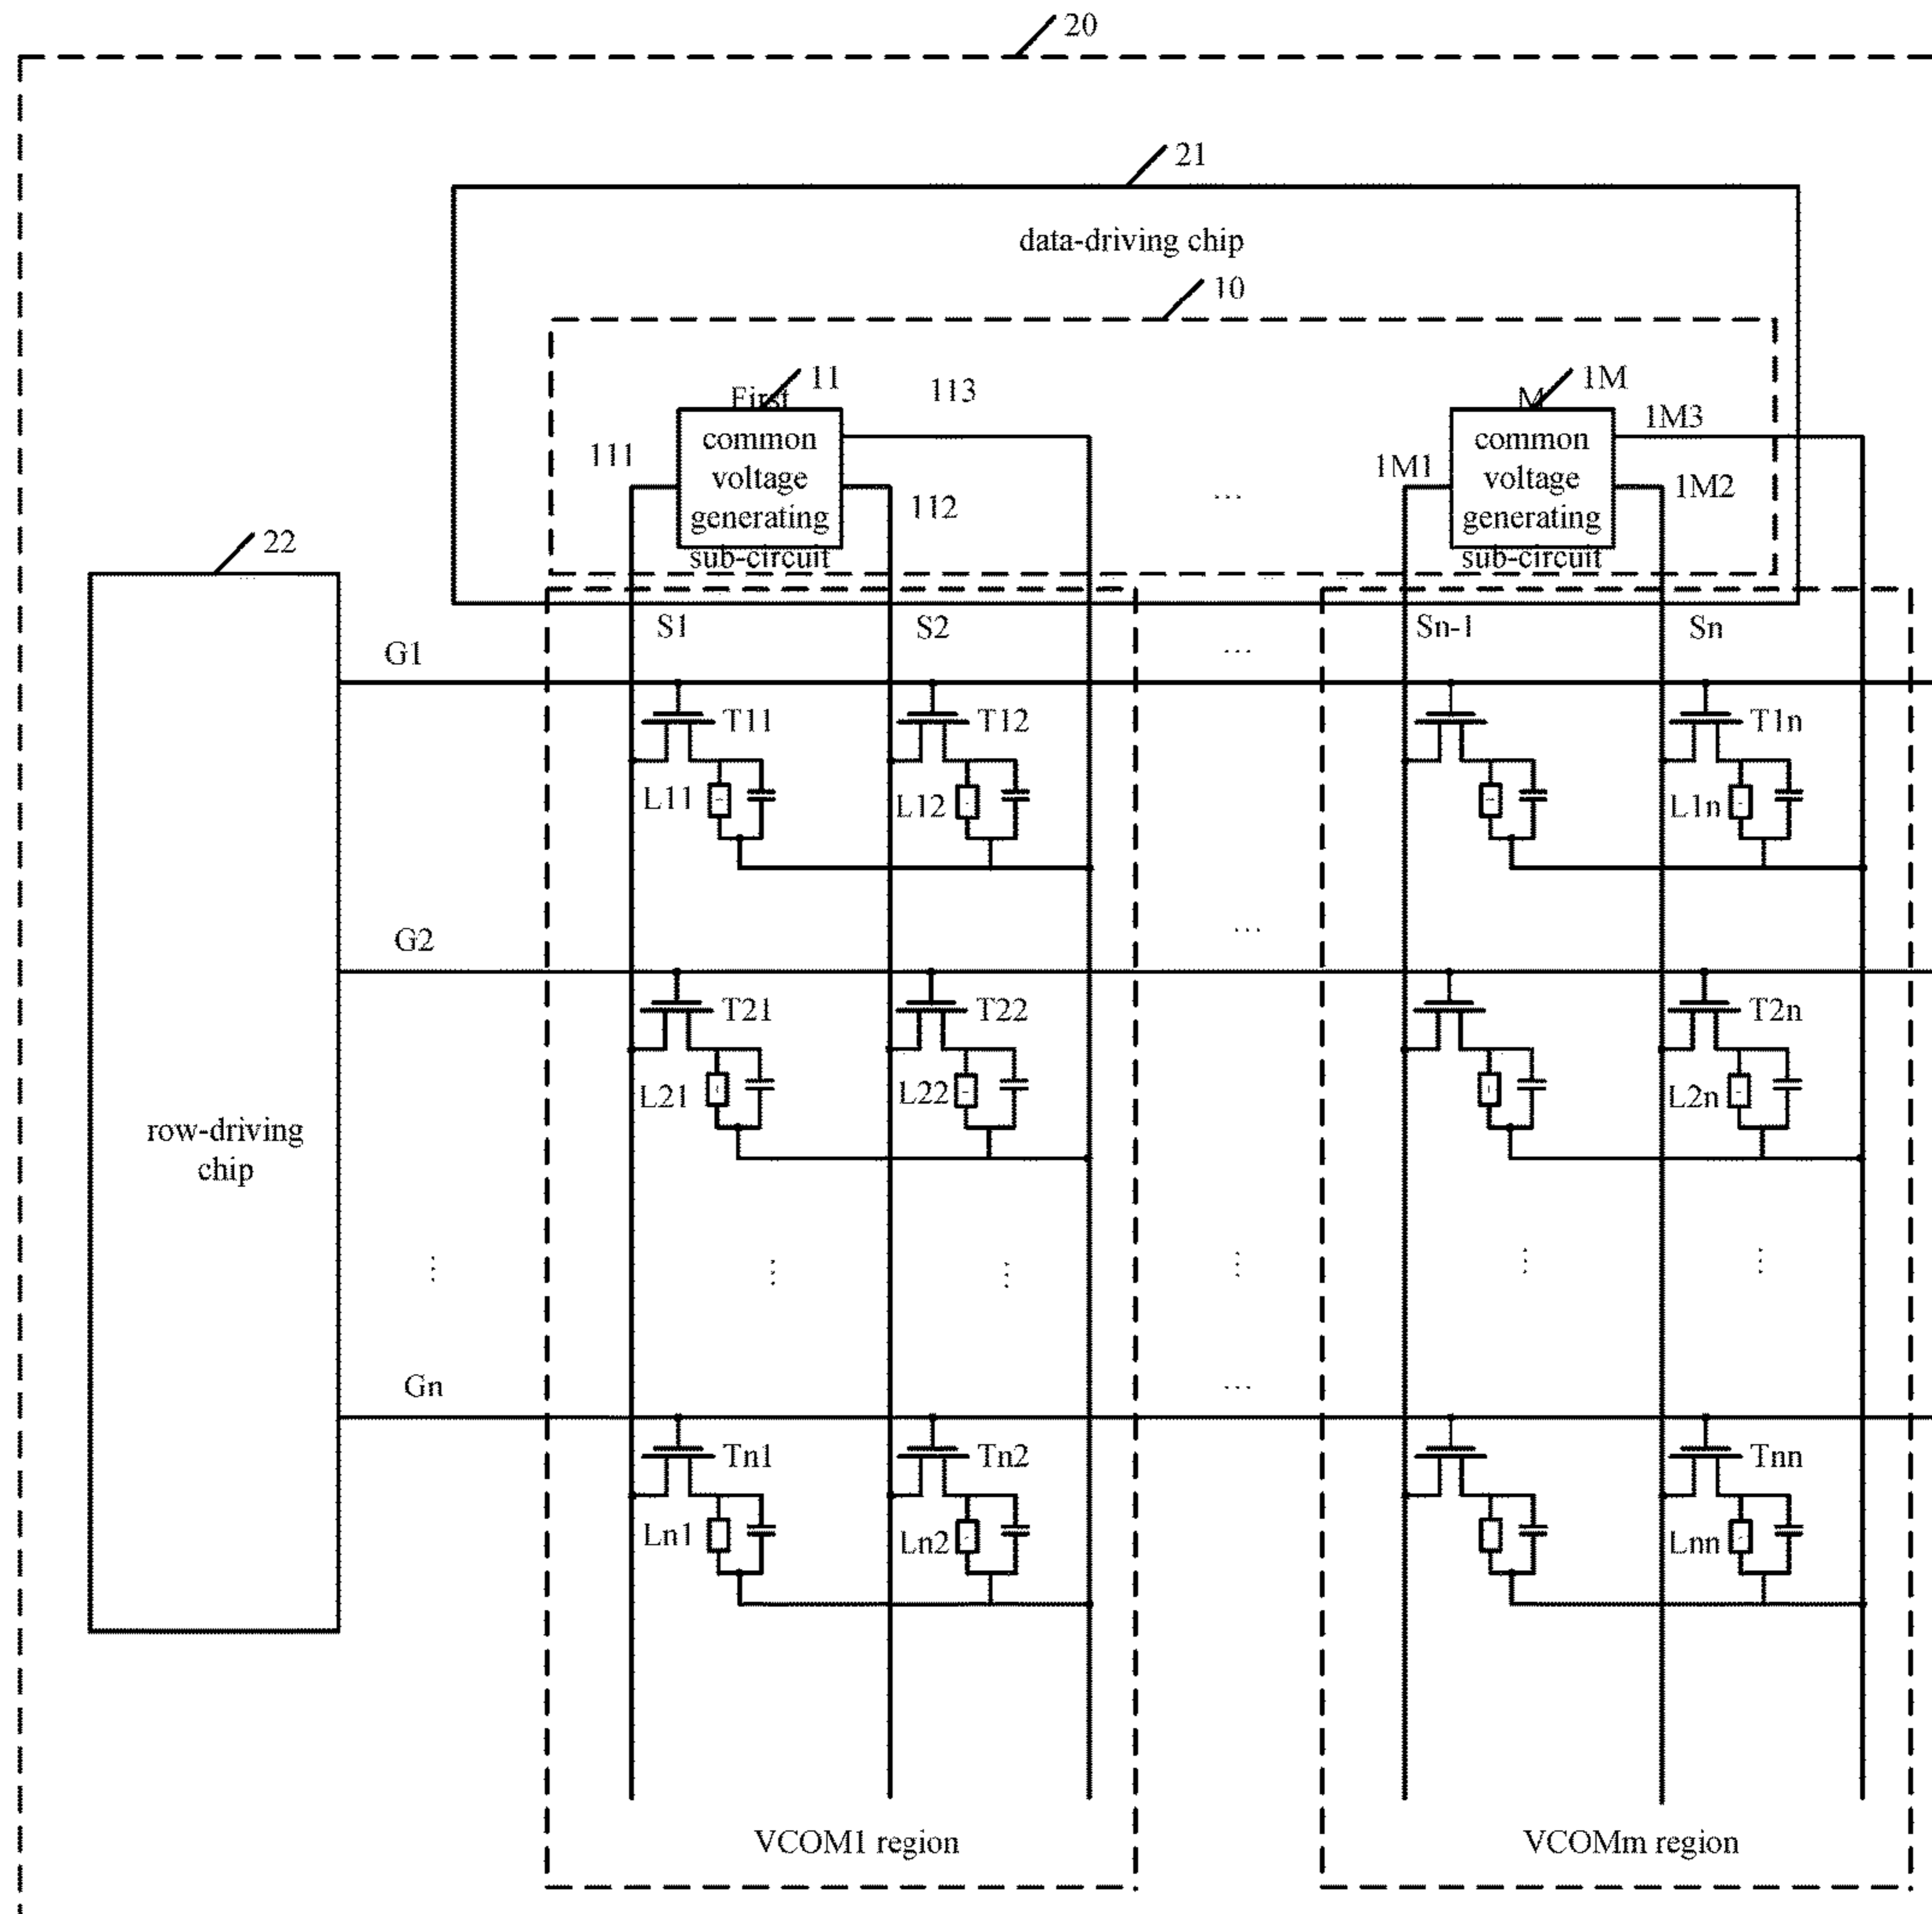 20
21
data-driving chip
10
First
11
113
M
1M
1M3
common
voltage
generating
sub-circuit
111
112
...
common
voltage
generating
sub-circuit
1M1
1M2
22
S1
S2
Sn-1
Sn
G1
...
T11
T12
T1n
L11
L12
L1n
G2
...
T21
T22
T2n
L21
L22
L2n
row-driving
chip
Gn
...
Tn1
Tn2
Tnn
Ln1
Ln2
Lnn
VCOM1 region
VCOMm region